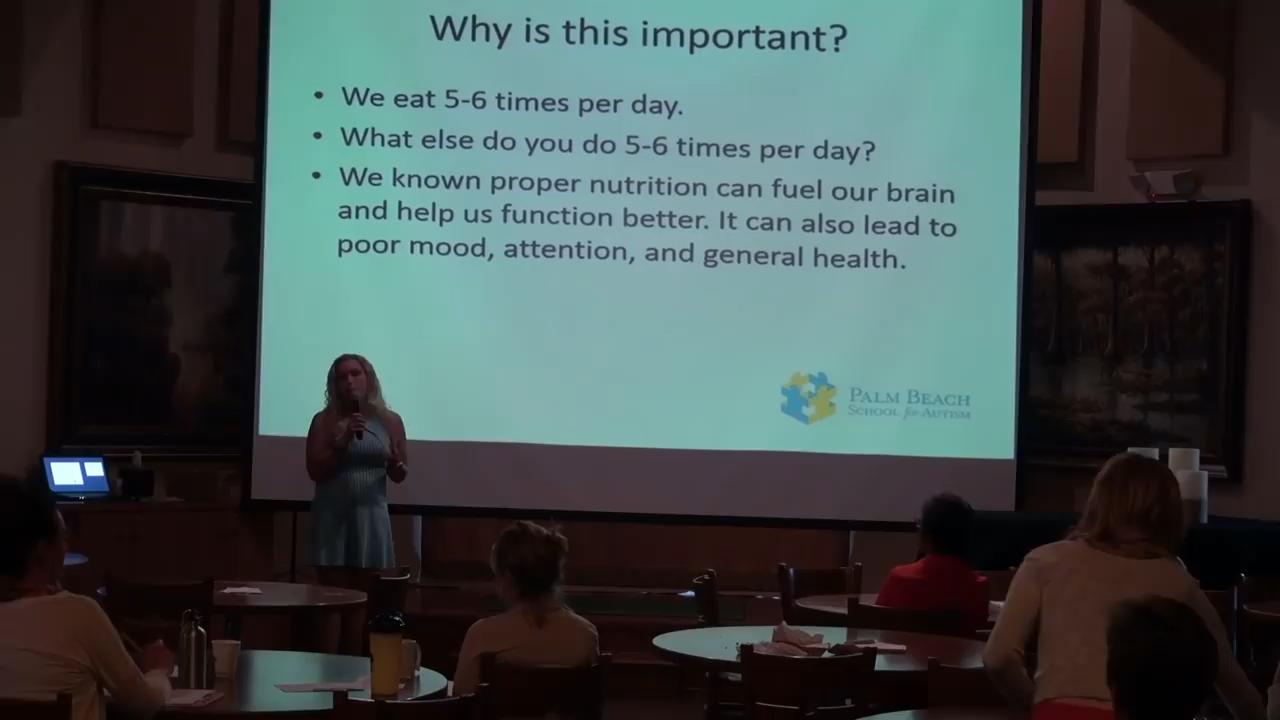 Why is this important?
• We eat 5-6 times per day.
• What else do you do 5-6 times per day?
• We known proper nutrition can fuel our brain
and help us function better. It can also lead to
poor mood, attention, and general health.
PALM BEACH
SCHOOL for AUTISM